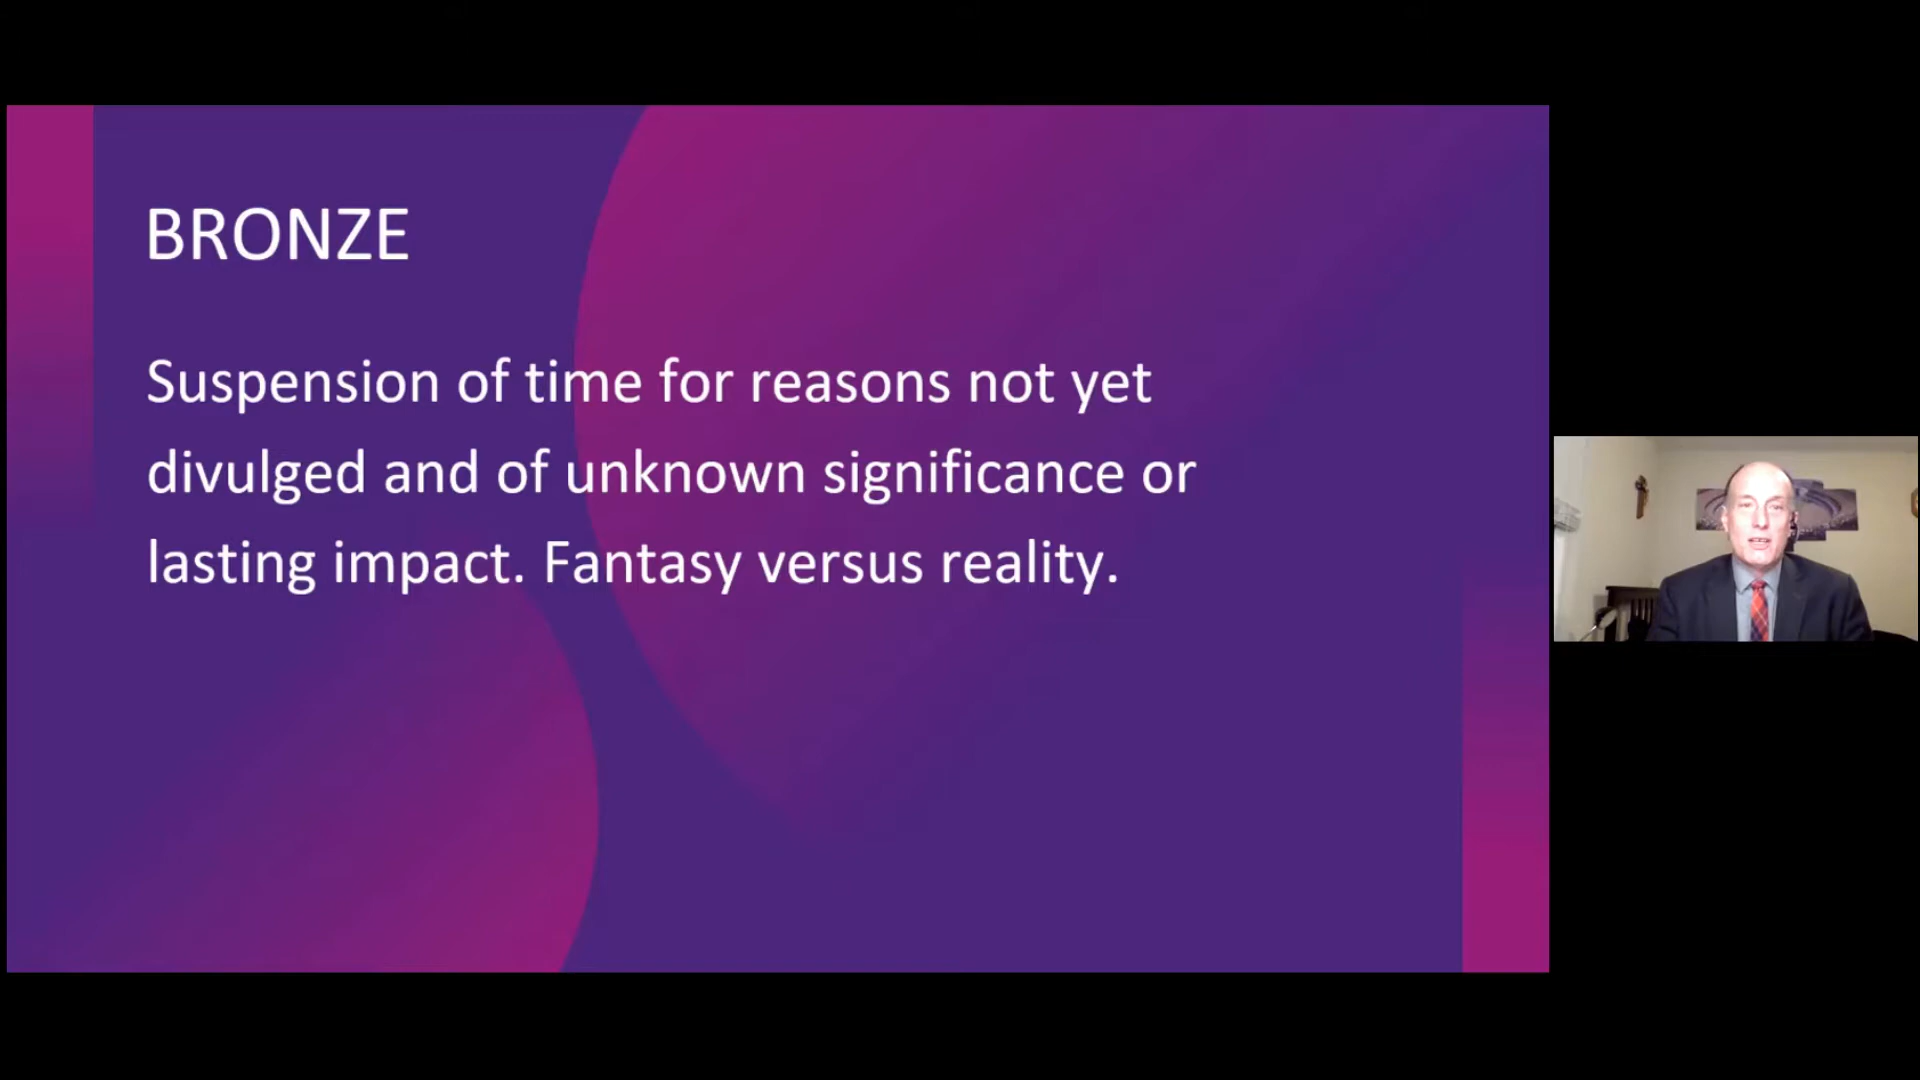 BRONZE
Suspension of time for reasons not yet
divulged and of unknown significance or
lasting impact. Fantasy versus reality.